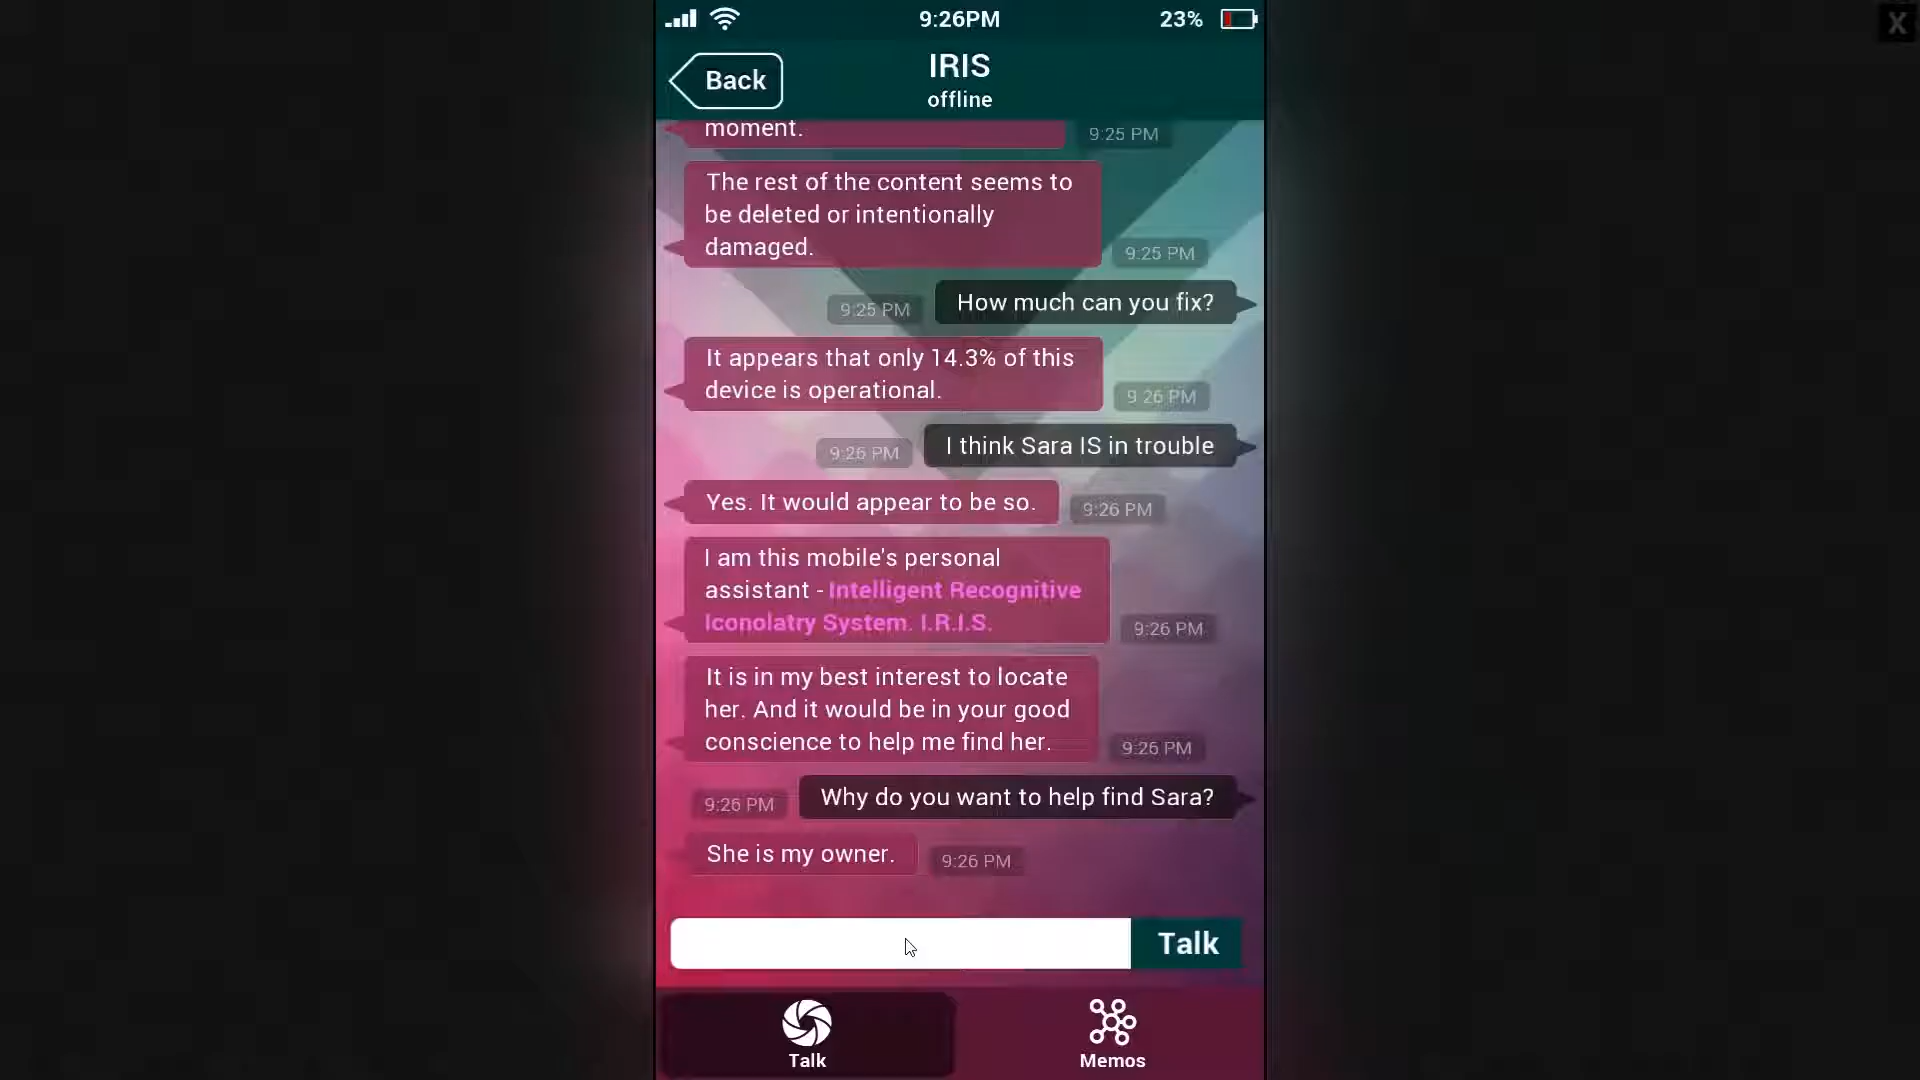 9:26PM
23%
X
Back
IRIS
offline
moment.
9:25 PM
The rest of the content seems to
be deleted or intentionally
damaged.
9:25 PM
9:25 PM
How much can you fix?
It appears that only 14.3% of this
device is operational.
9:26 PM
9:26 PM
I think Sara IS in trouble
Yes. It would appear to be so.
9:26 PM
I am this mobile's personal
assistant - Intelligent Recognitive
Iconolatry System. I.R.I.S.
9:26 PM
It is in my best interest to locate
her. And it would be in your good
conscience to help me find her.
9:26 PM
9:26 PM
Why do you want to help find Sara?
She is my owner.
9:26 PM
Talk
Talk
Memos